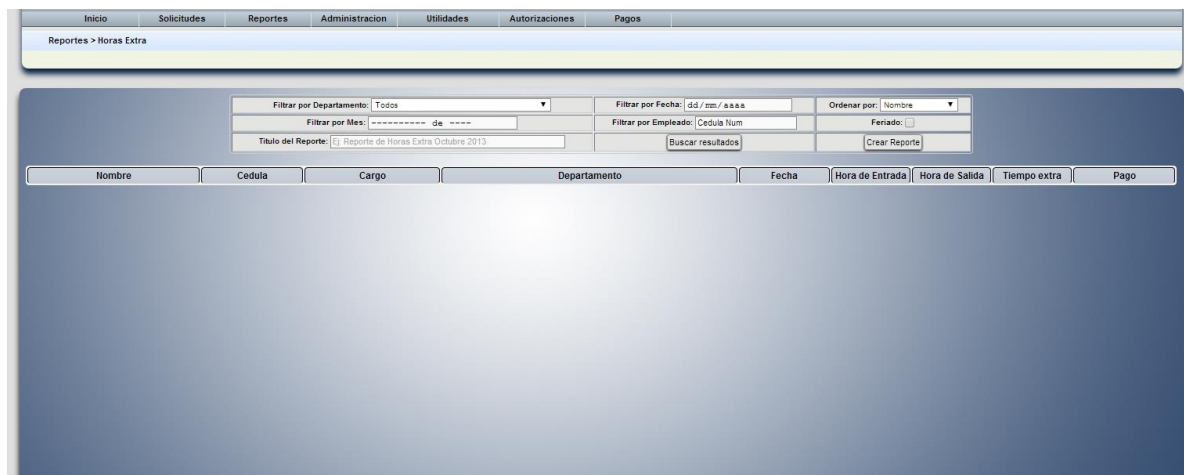 Inicio Solicitudes Reportes Administracion Utilidades Autorizaciones Pagos
Reportes > Horas Extra
Filtrar por Departamento: Todos Filtrar por Fecha: dd/mm/aaaa Ordenar por: Nombre
Filtrar por Mes: ---------- de ---- Filtrar por Empleado: Cedula Num Feriado:
Titulo del Reporte: Ej: Reporte de Horas Extra Octubre 2013 Buscar resultados Crear Reporte
Nombre Cedula Cargo Departamento Fecha Hora de Entrada Hora de Salida Tiempo extra Pago